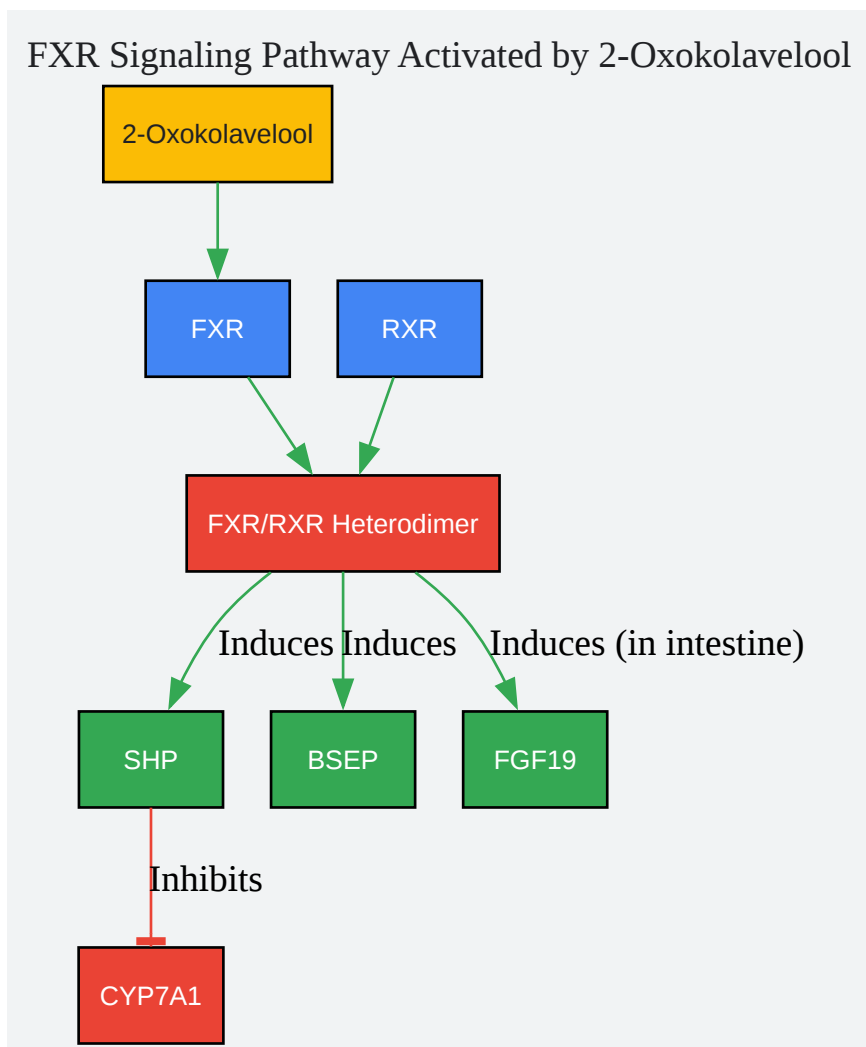 FXR Signaling Pathway Activated by 2-Oxokolavelool
2-Oxokolavelool
FXR
RXR
FXR/RXR Heterodimer
Induces
Induces
Induces (in intestine)
SHP
BSEP
FGF19
Inhibits
CYP7A1